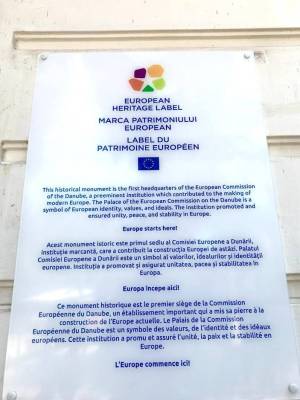 EUROPEAN
HERITAGE LABEL
MARCA PATRIMONIULUI
EUROPEAN
LABEL DU
PATRIMOINE EUROPÉEN
This historical monument is the first headquarters of the European Commission
of the Danube, a preeminent institution which contributed to the making of
modern Europe. The Palace of the European Commission on the Danube is a
symbol of European identity, values, and ideals. The institution promoted and
ensured unity, peace, and stability in Europe.
Europe starts here!
Acest monument istoric este primul sediu al Comisiei Europene a Dunării,
instituție marcantă, care a contribuit la construcția Europei de astăzi. Palatul
Comisiei Europene a Dunării este un simbol al valorilor, idealurilor și identității
europene. Instituția a promovat și asigurat unitatea, pacea și stabilitatea în
Europa.
Europa începe aici!
Ce monument historique est le premier siège de la Commission
Européenne du Danube, un établissement important qui a mis sa pierre à la
construction de l'Europe actuelle. Le Palais de la Commission
Européenne du Danube est un symbole des valeurs, de l'identité et des idéaux
européens. Cette institution a promu et assuré l'unité, la paix et la stabilité en
Europe.
L'Europe commence ici!